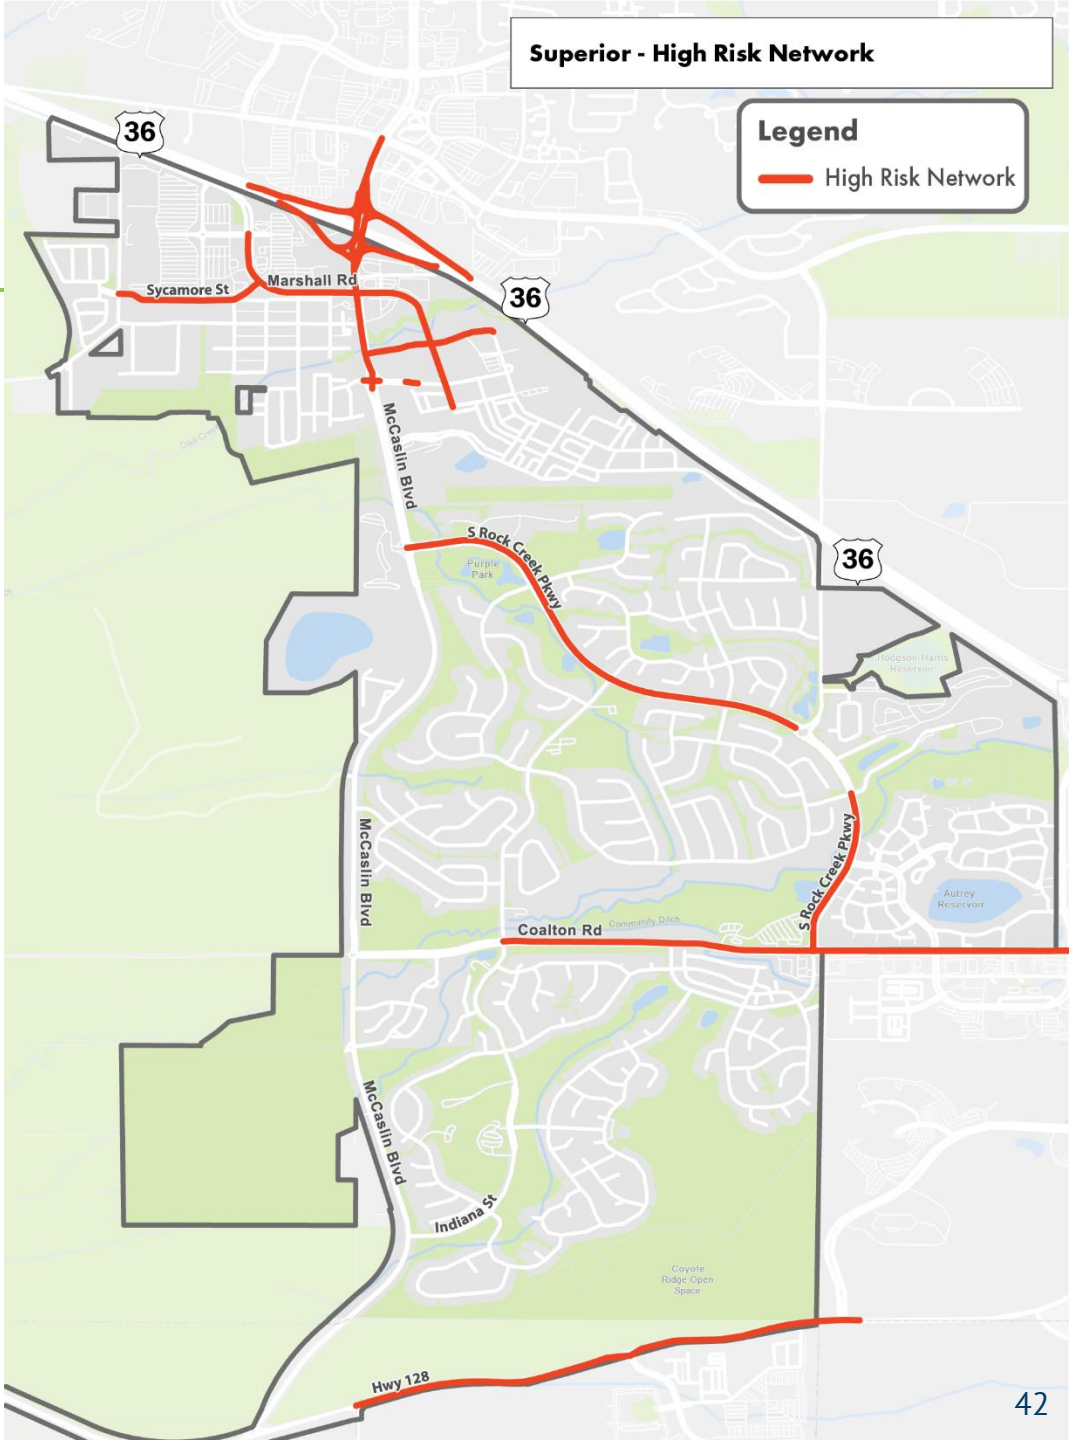 Superior - High Risk Network
Legend
High Risk Network
36
Sycamore St
Marshall Rd
36
McCaslin Blvd
Coal Creek
S Rock Creek Pkwy
Purple
Park
36
Hodgson-Harris
Reservoir
McCaslin Blvd
S Rock Creek Pkwy
Autrey
Reservoir
Community Ditch
Coalton Rd
McCaslin Blvd
Indiana St
Coyote
Ridge Open
Space
Hwy 128
42